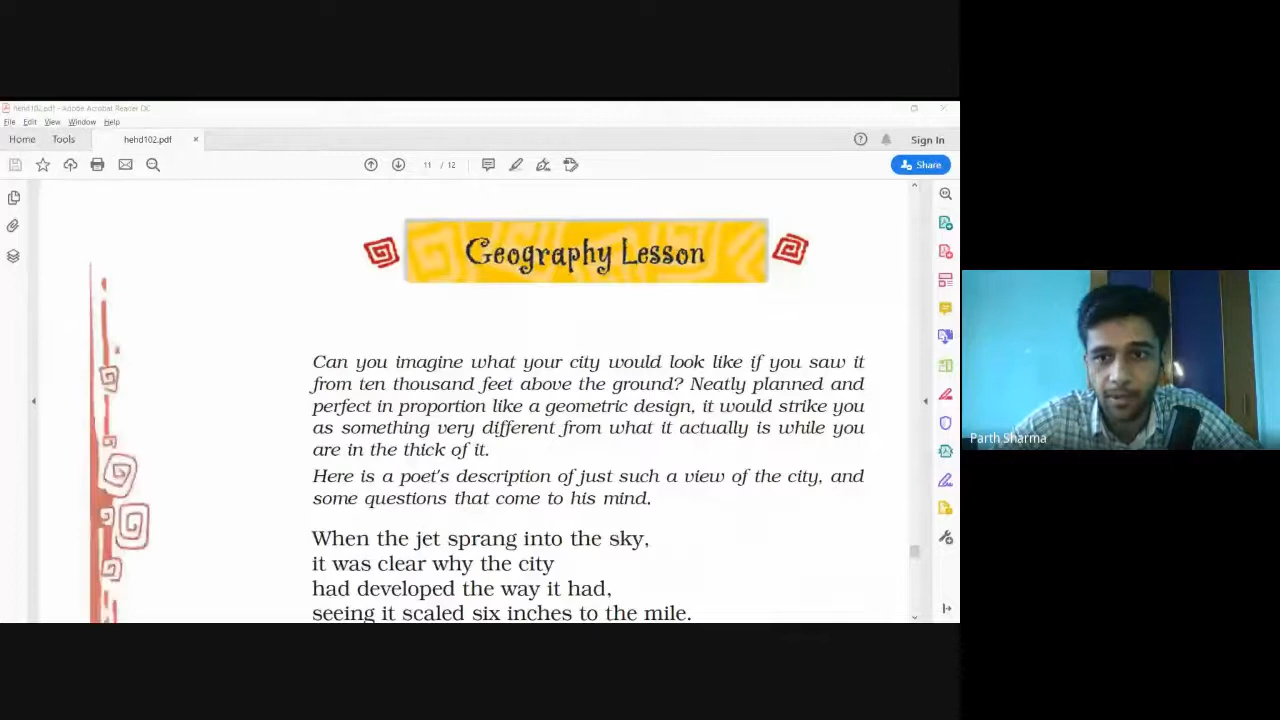 hehd102.pdf - Adobe Acrobat Reader DC
File Edit View Window Help
Home Tools hehd102.pdf × Sign In
11 / 12 Share
Geography Lesson
Can you imagine what your city would look like if you saw it
from ten thousand feet above the ground? Neatly planned and
perfect in proportion like a geometric design, it would strike you
as something very different from what it actually is while you
are in the thick of it.
Here is a poet's description of just such a view of the city, and
some questions that come to his mind.
When the jet sprang into the sky,
it was clear why the city
had developed the way it had,
seeing it scaled six inches to the mile.
Parth Sharma